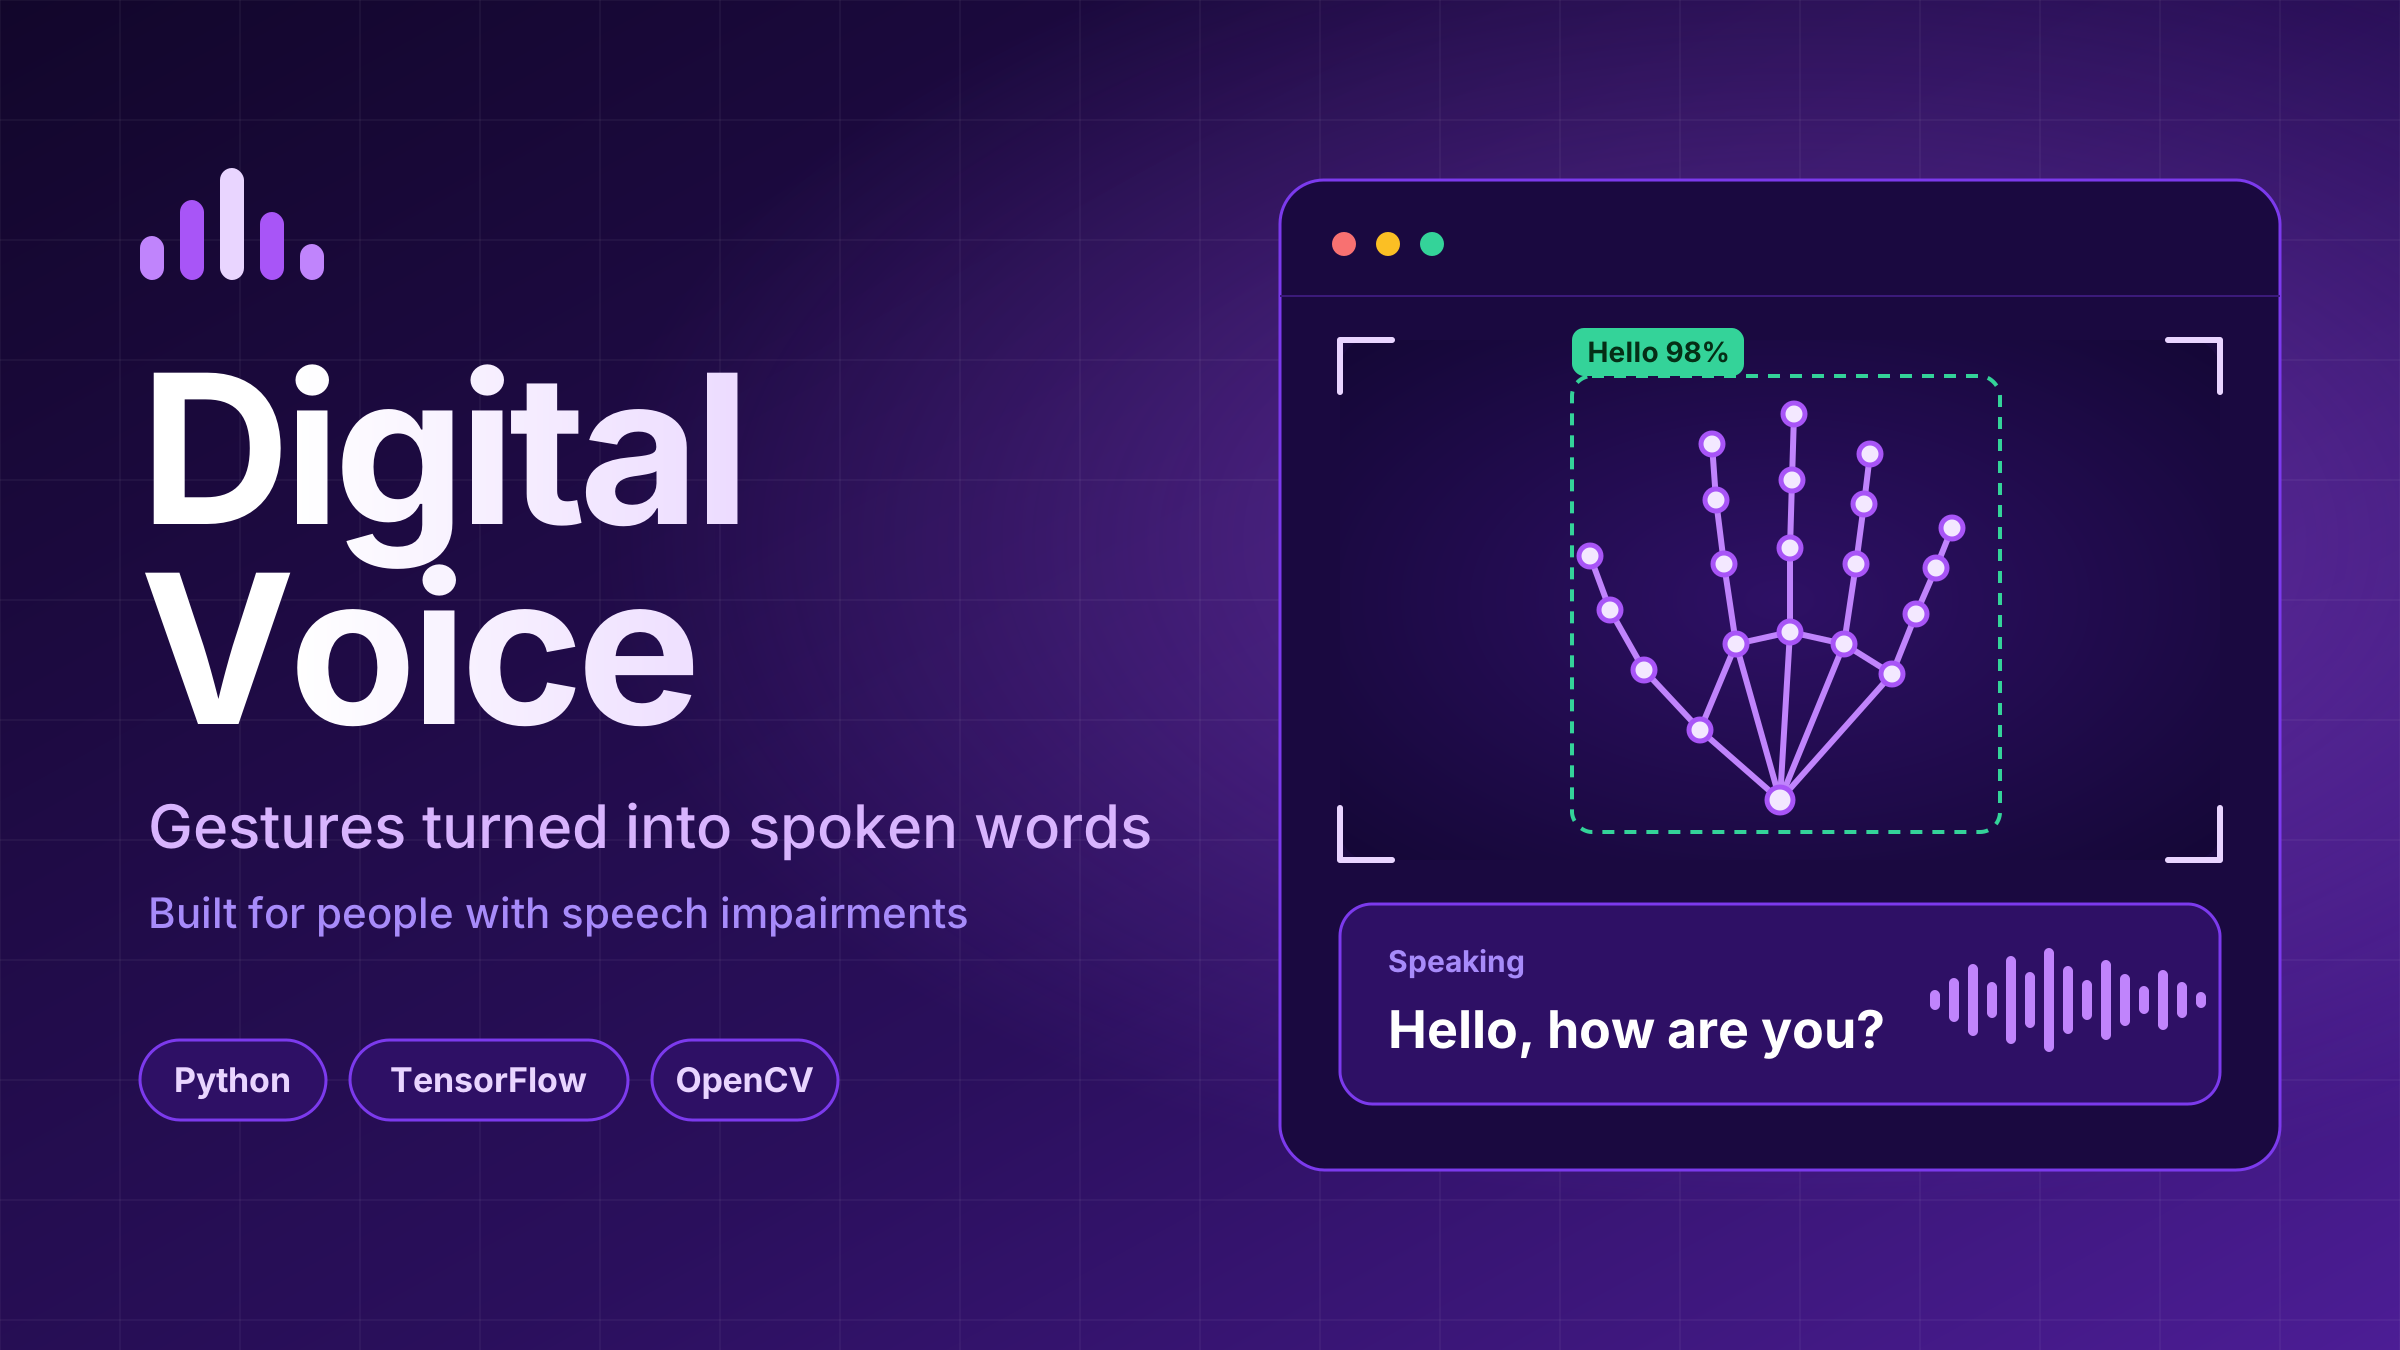 Digital
Voice
Gestures turned into spoken words
Built for people with speech impairments
Python
TensorFlow
OpenCV
Hello 98%
Speaking
Hello, how are you?